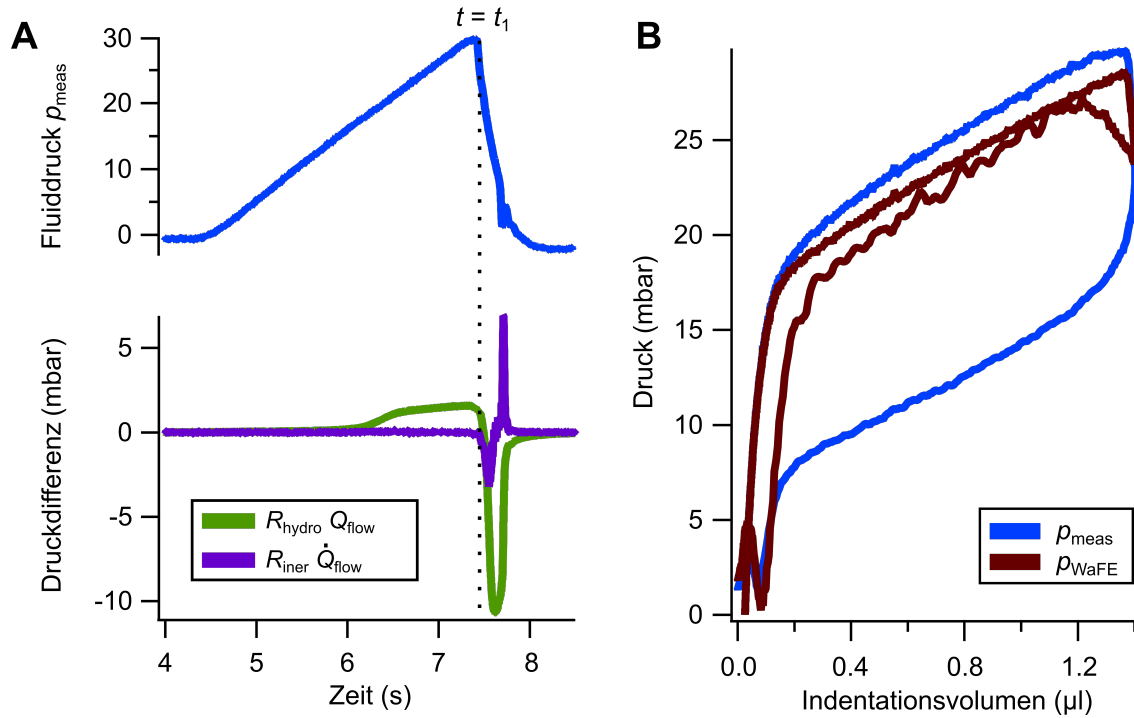 A
t = t1
Fluiddruck pmeas
30
20
10
0
Druckdifferenz (mbar)
5
0
-5
-10
Rhydro Qflow
Riner Q̇flow
4
5
6
7
8
Zeit (s)
B
Druck (mbar)
25
20
15
10
5
0
pmeas
pWaFE
0.0
0.4
0.8
1.2
Indentationsvolumen (µl)